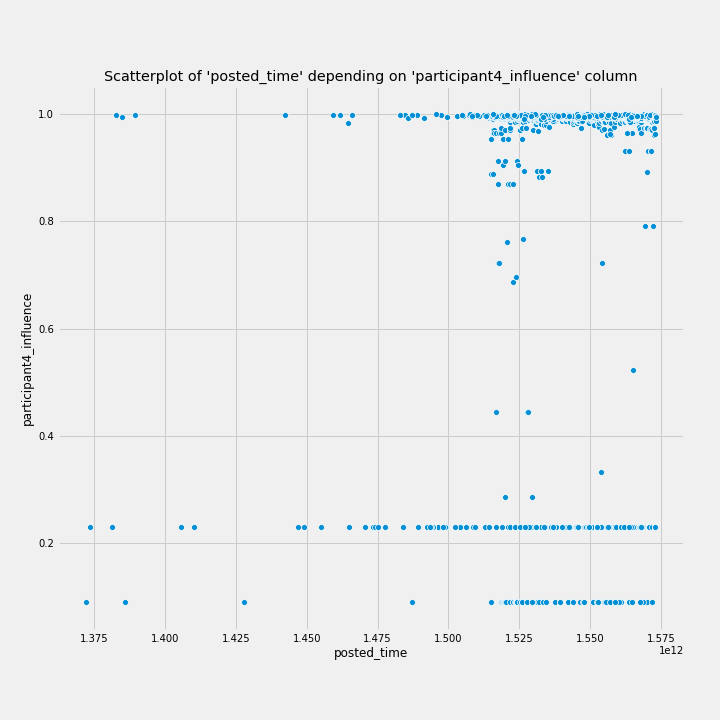 Scatterplot of 'posted_time' depending on 'participant4_influence' column
participant4_influence
1.0
0.8
0.6
0.4
0.2
1.375 1.400 1.425 1.450 1.475 1.500 1.525 1.550 1.575
1e12
posted_time